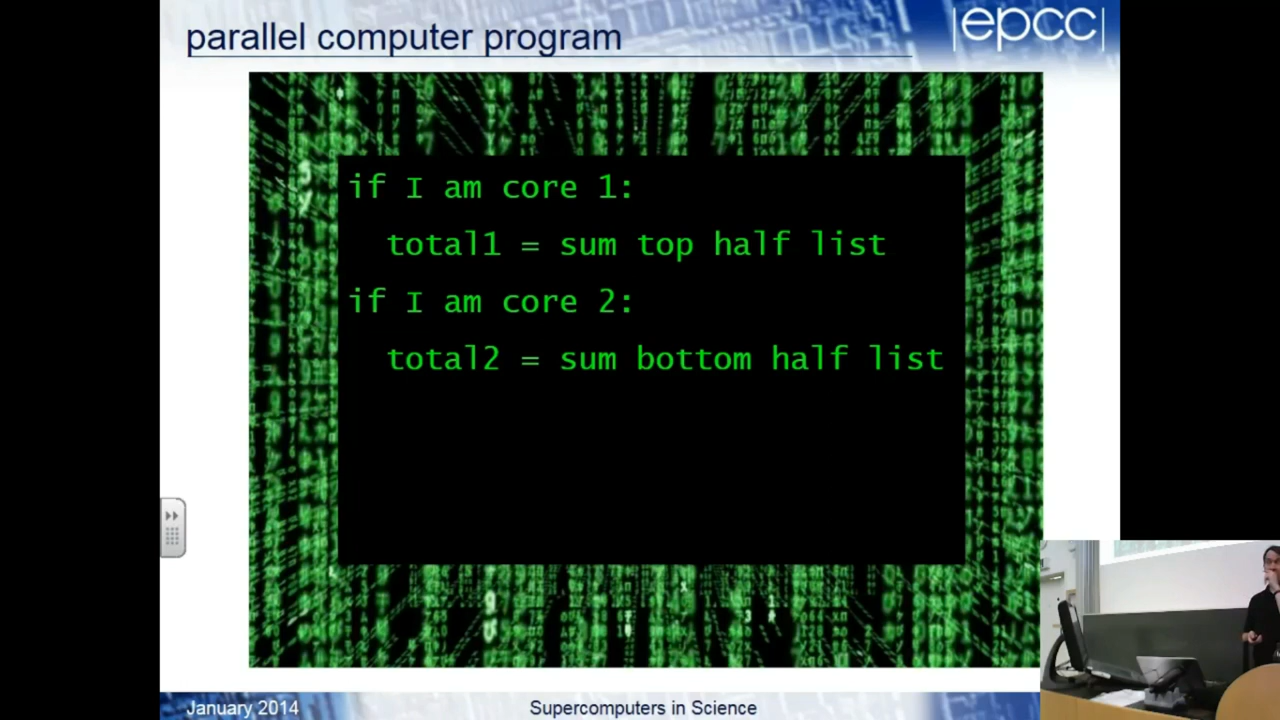 parallel computer program
|epcc|
if I am core 1:
total1 = sum top half list
if I am core 2:
total2 = sum bottom half list
January 2014
Supercomputers in Science